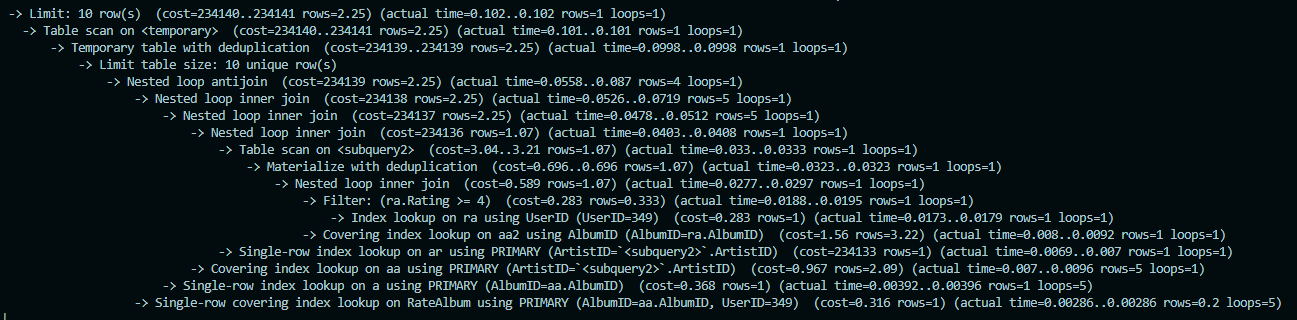 -> Limit: 10 row(s)  (cost=234140..234141 rows=2.25) (actual time=0.102..0.102 rows=1 loops=1)
-> Table scan on <temporary>  (cost=234140..234141 rows=2.25) (actual time=0.101..0.101 rows=1 loops=1)
-> Temporary table with deduplication  (cost=234139..234139 rows=2.25) (actual time=0.0998..0.0998 rows=1 loops=1)
-> Limit table size: 10 unique row(s)
-> Nested loop antijoin  (cost=234139 rows=2.25) (actual time=0.0558..0.087 rows=4 loops=1)
-> Nested loop inner join  (cost=234138 rows=2.25) (actual time=0.0526..0.0719 rows=5 loops=1)
-> Nested loop inner join  (cost=234137 rows=2.25) (actual time=0.0478..0.0512 rows=5 loops=1)
-> Nested loop inner join  (cost=234136 rows=1.07) (actual time=0.0403..0.0408 rows=1 loops=1)
-> Table scan on <subquery2>  (cost=3.04..3.21 rows=1.07) (actual time=0.033..0.0333 rows=1 loops=1)
-> Materialize with deduplication  (cost=0.696..0.696 rows=1.07) (actual time=0.0323..0.0323 rows=1 loops=1)
-> Nested loop inner join  (cost=0.589 rows=1.07) (actual time=0.0277..0.0297 rows=1 loops=1)
-> Filter: (ra.Rating >= 4)  (cost=0.283 rows=0.333) (actual time=0.0188..0.0195 rows=1 loops=1)
-> Index lookup on ra using UserID (UserID=349)  (cost=0.283 rows=1) (actual time=0.0173..0.0179 rows=1 loops=1)
-> Covering index lookup on aa2 using AlbumID (AlbumID=ra.AlbumID)  (cost=1.56 rows=3.22) (actual time=0.008..0.0092 rows=1 loops=1)
-> Single-row index lookup on ar using PRIMARY (ArtistID=`<subquery2>`.ArtistID)  (cost=234133 rows=1) (actual time=0.0069..0.007 rows=1 loops=1)
-> Covering index lookup on aa using PRIMARY (ArtistID=`<subquery2>`.ArtistID)  (cost=0.967 rows=2.09) (actual time=0.007..0.0096 rows=5 loops=1)
-> Single-row index lookup on a using PRIMARY (AlbumID=aa.AlbumID)  (cost=0.368 rows=1) (actual time=0.00392..0.00396 rows=1 loops=5)
-> Single-row covering index lookup on RateAlbum using PRIMARY (AlbumID=aa.AlbumID, UserID=349)  (cost=0.316 rows=1) (actual time=0.00286..0.00286 rows=0.2 loops=5)